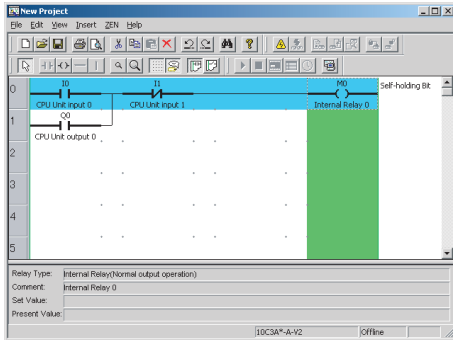 New Project
File Edit View Insert ZEN Help
0
I0
I1
M0
Self-holding Bit
CPU Unit input 0
CPU Unit input 1
Internal Relay 0
1
Q0
CPU Unit output 0
2
3
4
5
Relay Type: Internal Relay(Normal output operation)
Comment: Internal Relay 0
Set Value:
Present Value:
10C3A*-A-V2 Offline